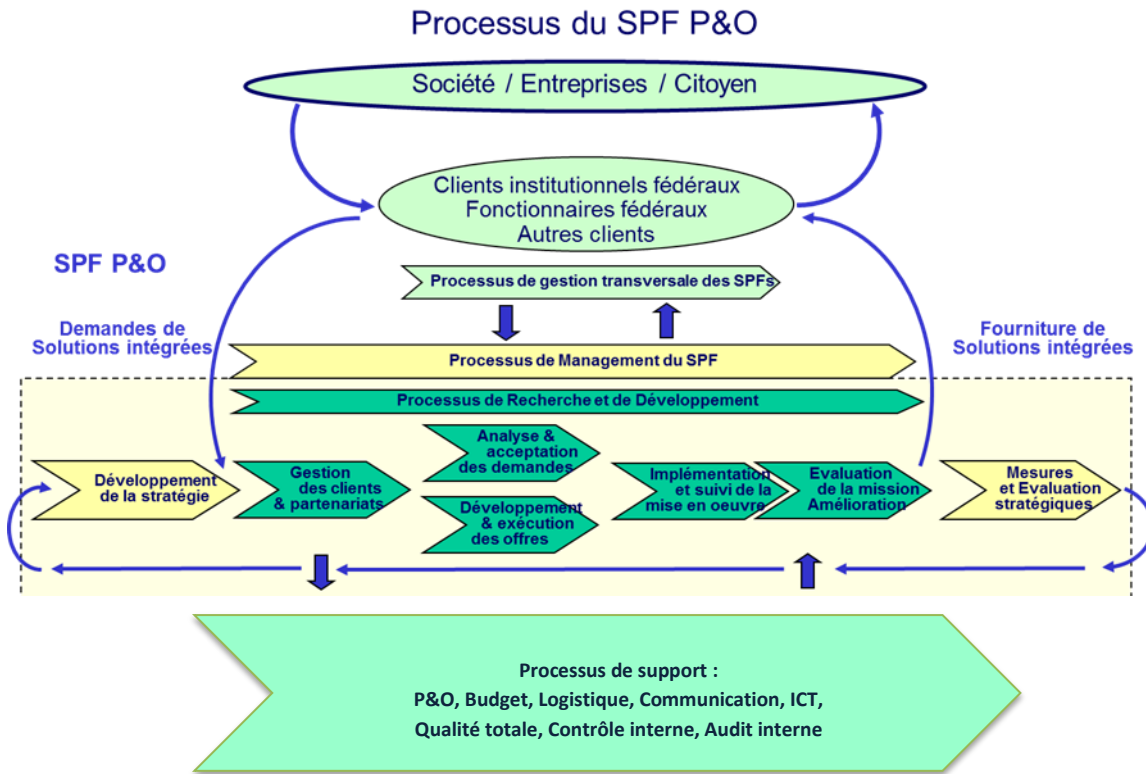 Processus du SPF P&O
Société / Entreprises / Citoyen
Clients institutionnels fédéraux
Fonctionnaires fédéraux
Autres clients
SPF P&O
Processus de gestion transversale des SPFs
Demandes de
Solutions intégrées
Fourniture de
Solutions intégrées
Processus de Management du SPF
Processus de Recherche et de Développement
Développement
de la stratégie
Gestion
des clients
& partenariats
Analyse &
acceptation
des demandes
Développement
& exécution
des offres
Implémentation
et suivi de la
mise en oeuvre
Evaluation
de la mission
Amélioration
Mesures
et Evaluation
stratégiques
Processus de support :
P&O, Budget, Logistique, Communication, ICT,
Qualité totale, Contrôle interne, Audit interne